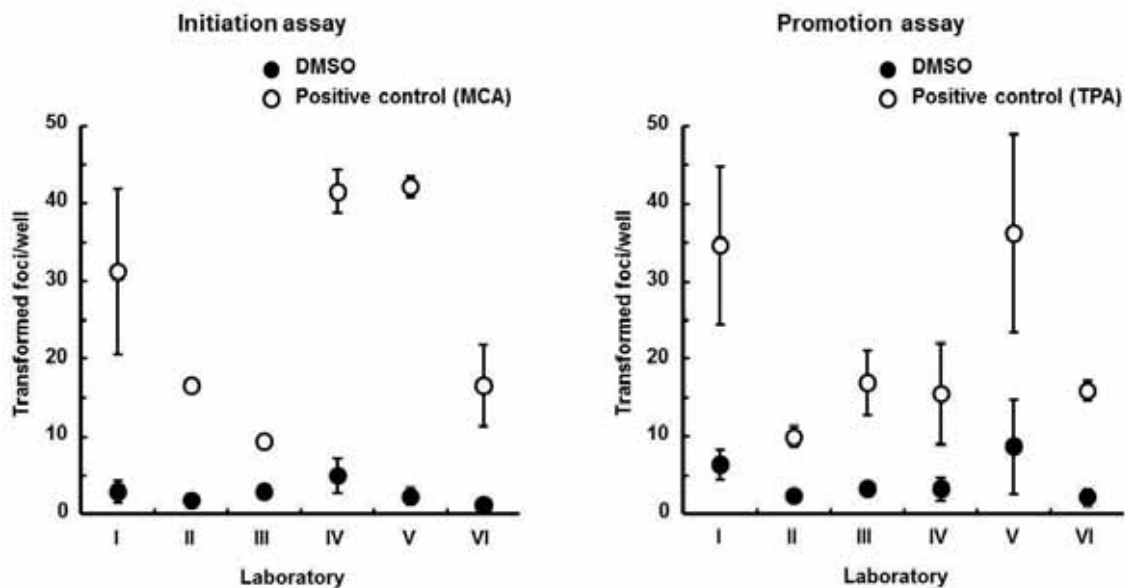 Initiation assay
DMSO
Positive control (MCA)
50
40
30
20
10
0
Transformed foci/well
I II III IV V VI
Laboratory
Promotion assay
DMSO
Positive control (TPA)
50
40
30
20
10
0
Transformed foci/well
I II III IV V VI
Laboratory